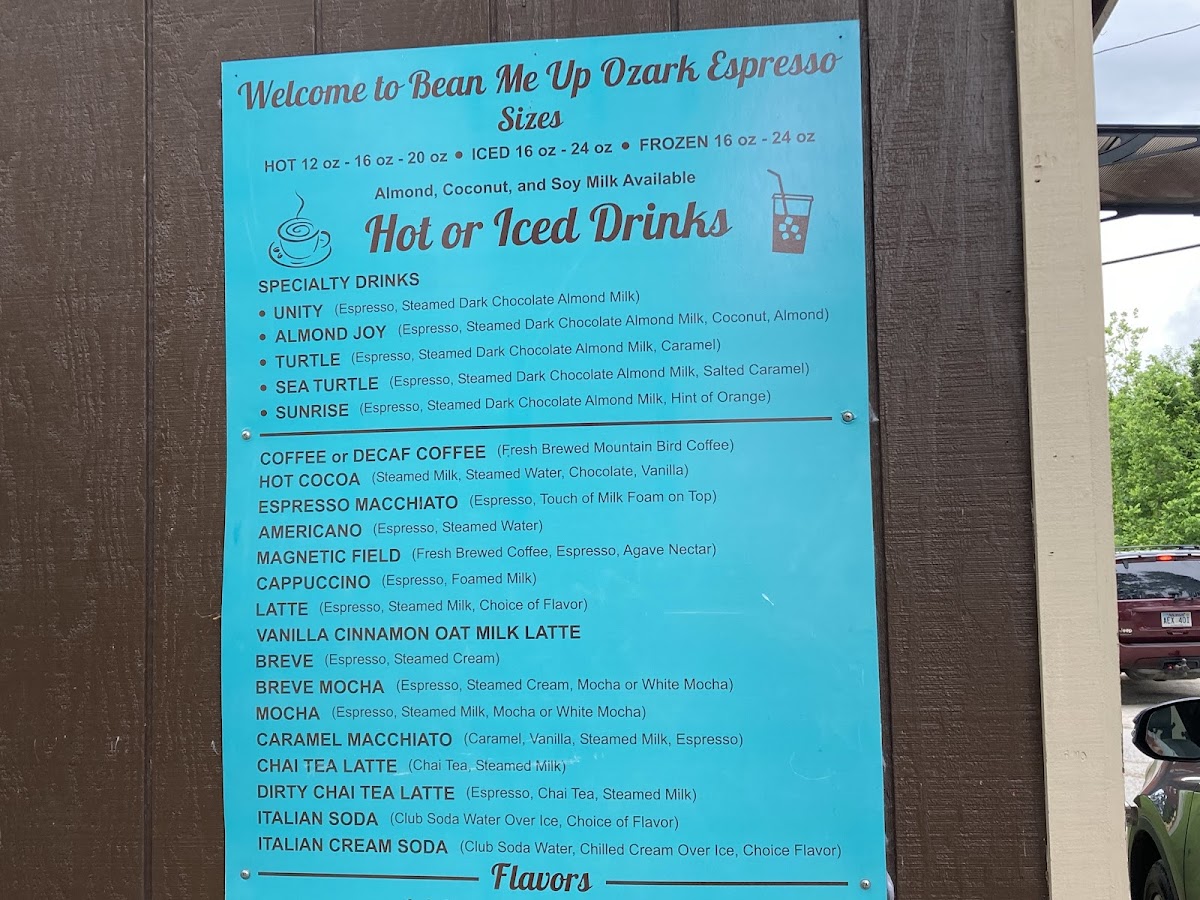 Welcome to Bean Me Up Ozark Espresso
Sizes
HOT 12 oz - 16 oz - 20 oz • ICED 16 oz - 24 oz • FROZEN 16 oz - 24 oz
Almond, Coconut, and Soy Milk Available
Hot or Iced Drinks
SPECIALTY DRINKS
• UNITY (Espresso, Steamed Dark Chocolate Almond Milk)
• ALMOND JOY (Espresso, Steamed Dark Chocolate Almond Milk, Coconut, Almond)
• TURTLE (Espresso, Steamed Dark Chocolate Almond Milk, Caramel)
• SEA TURTLE (Espresso, Steamed Dark Chocolate Almond Milk, Salted Caramel)
• SUNRISE (Espresso, Steamed Dark Chocolate Almond Milk, Hint of Orange)
COFFEE or DECAF COFFEE (Fresh Brewed Mountain Bird Coffee)
HOT COCOA (Steamed Milk, Steamed Water, Chocolate, Vanilla)
ESPRESSO MACCHIATO (Espresso, Touch of Milk Foam on Top)
AMERICANO (Espresso, Steamed Water)
MAGNETIC FIELD (Fresh Brewed Coffee, Espresso, Agave Nectar)
CAPPUCCINO (Espresso, Foamed Milk)
LATTE (Espresso, Steamed Milk, Choice of Flavor)
VANILLA CINNAMON OAT MILK LATTE
BREVE (Espresso, Steamed Cream)
BREVE MOCHA (Espresso, Steamed Cream, Mocha or White Mocha)
MOCHA (Espresso, Steamed Milk, Mocha or White Mocha)
CARAMEL MACCHIATO (Caramel, Vanilla, Steamed Milk, Espresso)
CHAI TEA LATTE (Chai Tea, Steamed Milk)
DIRTY CHAI TEA LATTE (Espresso, Chai Tea, Steamed Milk)
ITALIAN SODA (Club Soda Water Over Ice, Choice of Flavor)
ITALIAN CREAM SODA (Club Soda Water, Chilled Cream Over Ice, Choice Flavor)
Flavors